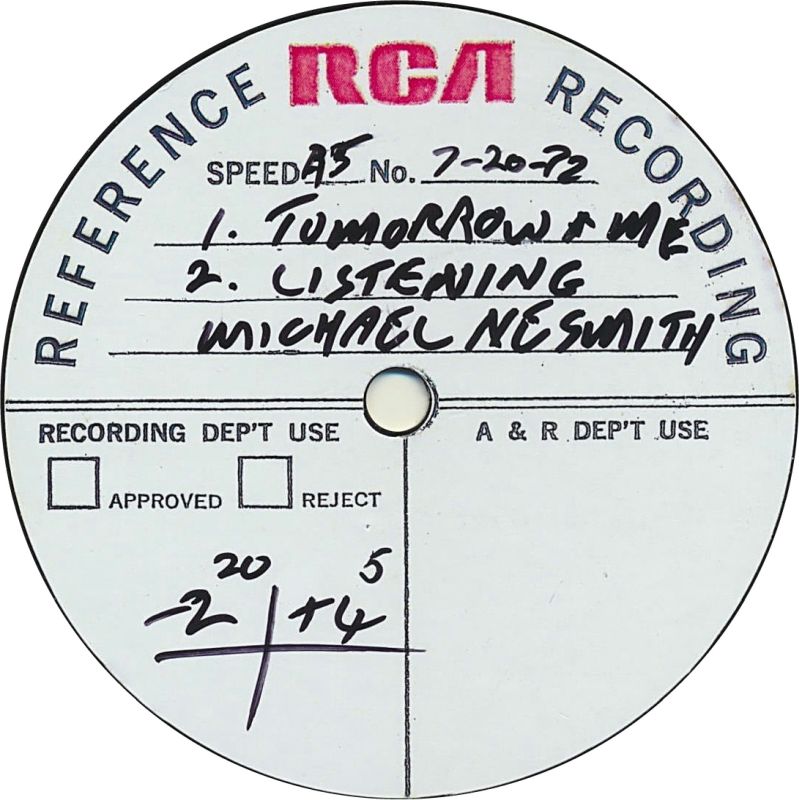 RCA
REFERENCE RECORDING
SPEED 45 No. 7-20-72
1. TOMORROW + ME
2. LISTENING
MICHAEL NESMITH
RECORDING DEP'T USE
A & R DEP'T USE
APPROVED REJECT
20 5
-2 +4